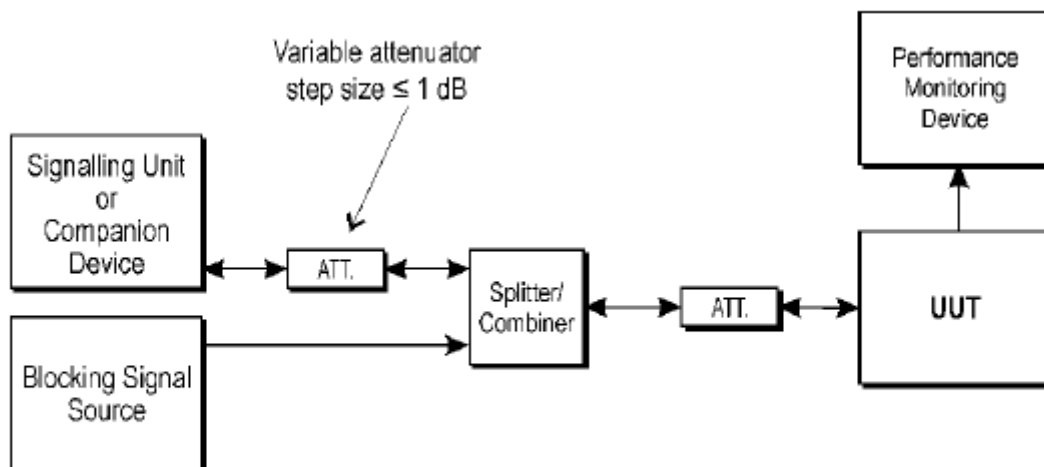 Variable attenuator
step size ≤ 1 dB
Performance
Monitoring
Device
Signalling Unit
or
Companion
Device
ATT.
Splitter/
Combiner
ATT.
UUT
Blocking Signal
Source